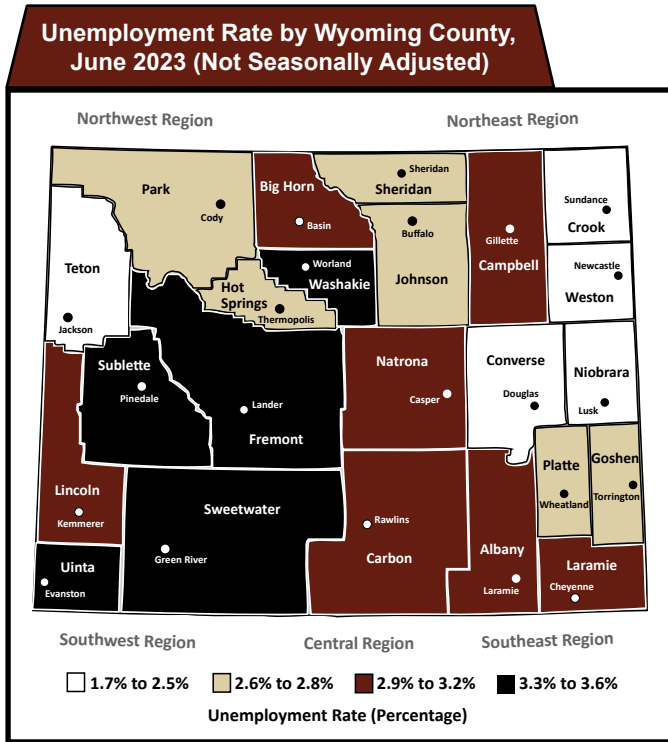 Unemployment Rate by Wyoming County,
June 2023 (Not Seasonally Adjusted)
Northwest Region
Northeast Region
Park
Cody
Big Horn
Basin
Sheridan
Sheridan
Buffalo
Johnson
Gillette
Campbell
Sundance
Crook
Newcastle
Weston
Teton
Jackson
Hot
Springs
Thermopolis
Worland
Washakie
Sublette
Pinedale
Lander
Fremont
Natrona
Casper
Converse
Douglas
Niobrara
Lusk
Lincoln
Kemmerer
Sweetwater
Green River
Uinta
Evanston
Rawlins
Carbon
Albany
Laramie
Platte
Wheatland
Goshen
Torrington
Laramie
Cheyenne
Southwest Region
Central Region
Southeast Region
1.7% to 2.5%
2.6% to 2.8%
2.9% to 3.2%
3.3% to 3.6%
Unemployment Rate (Percentage)